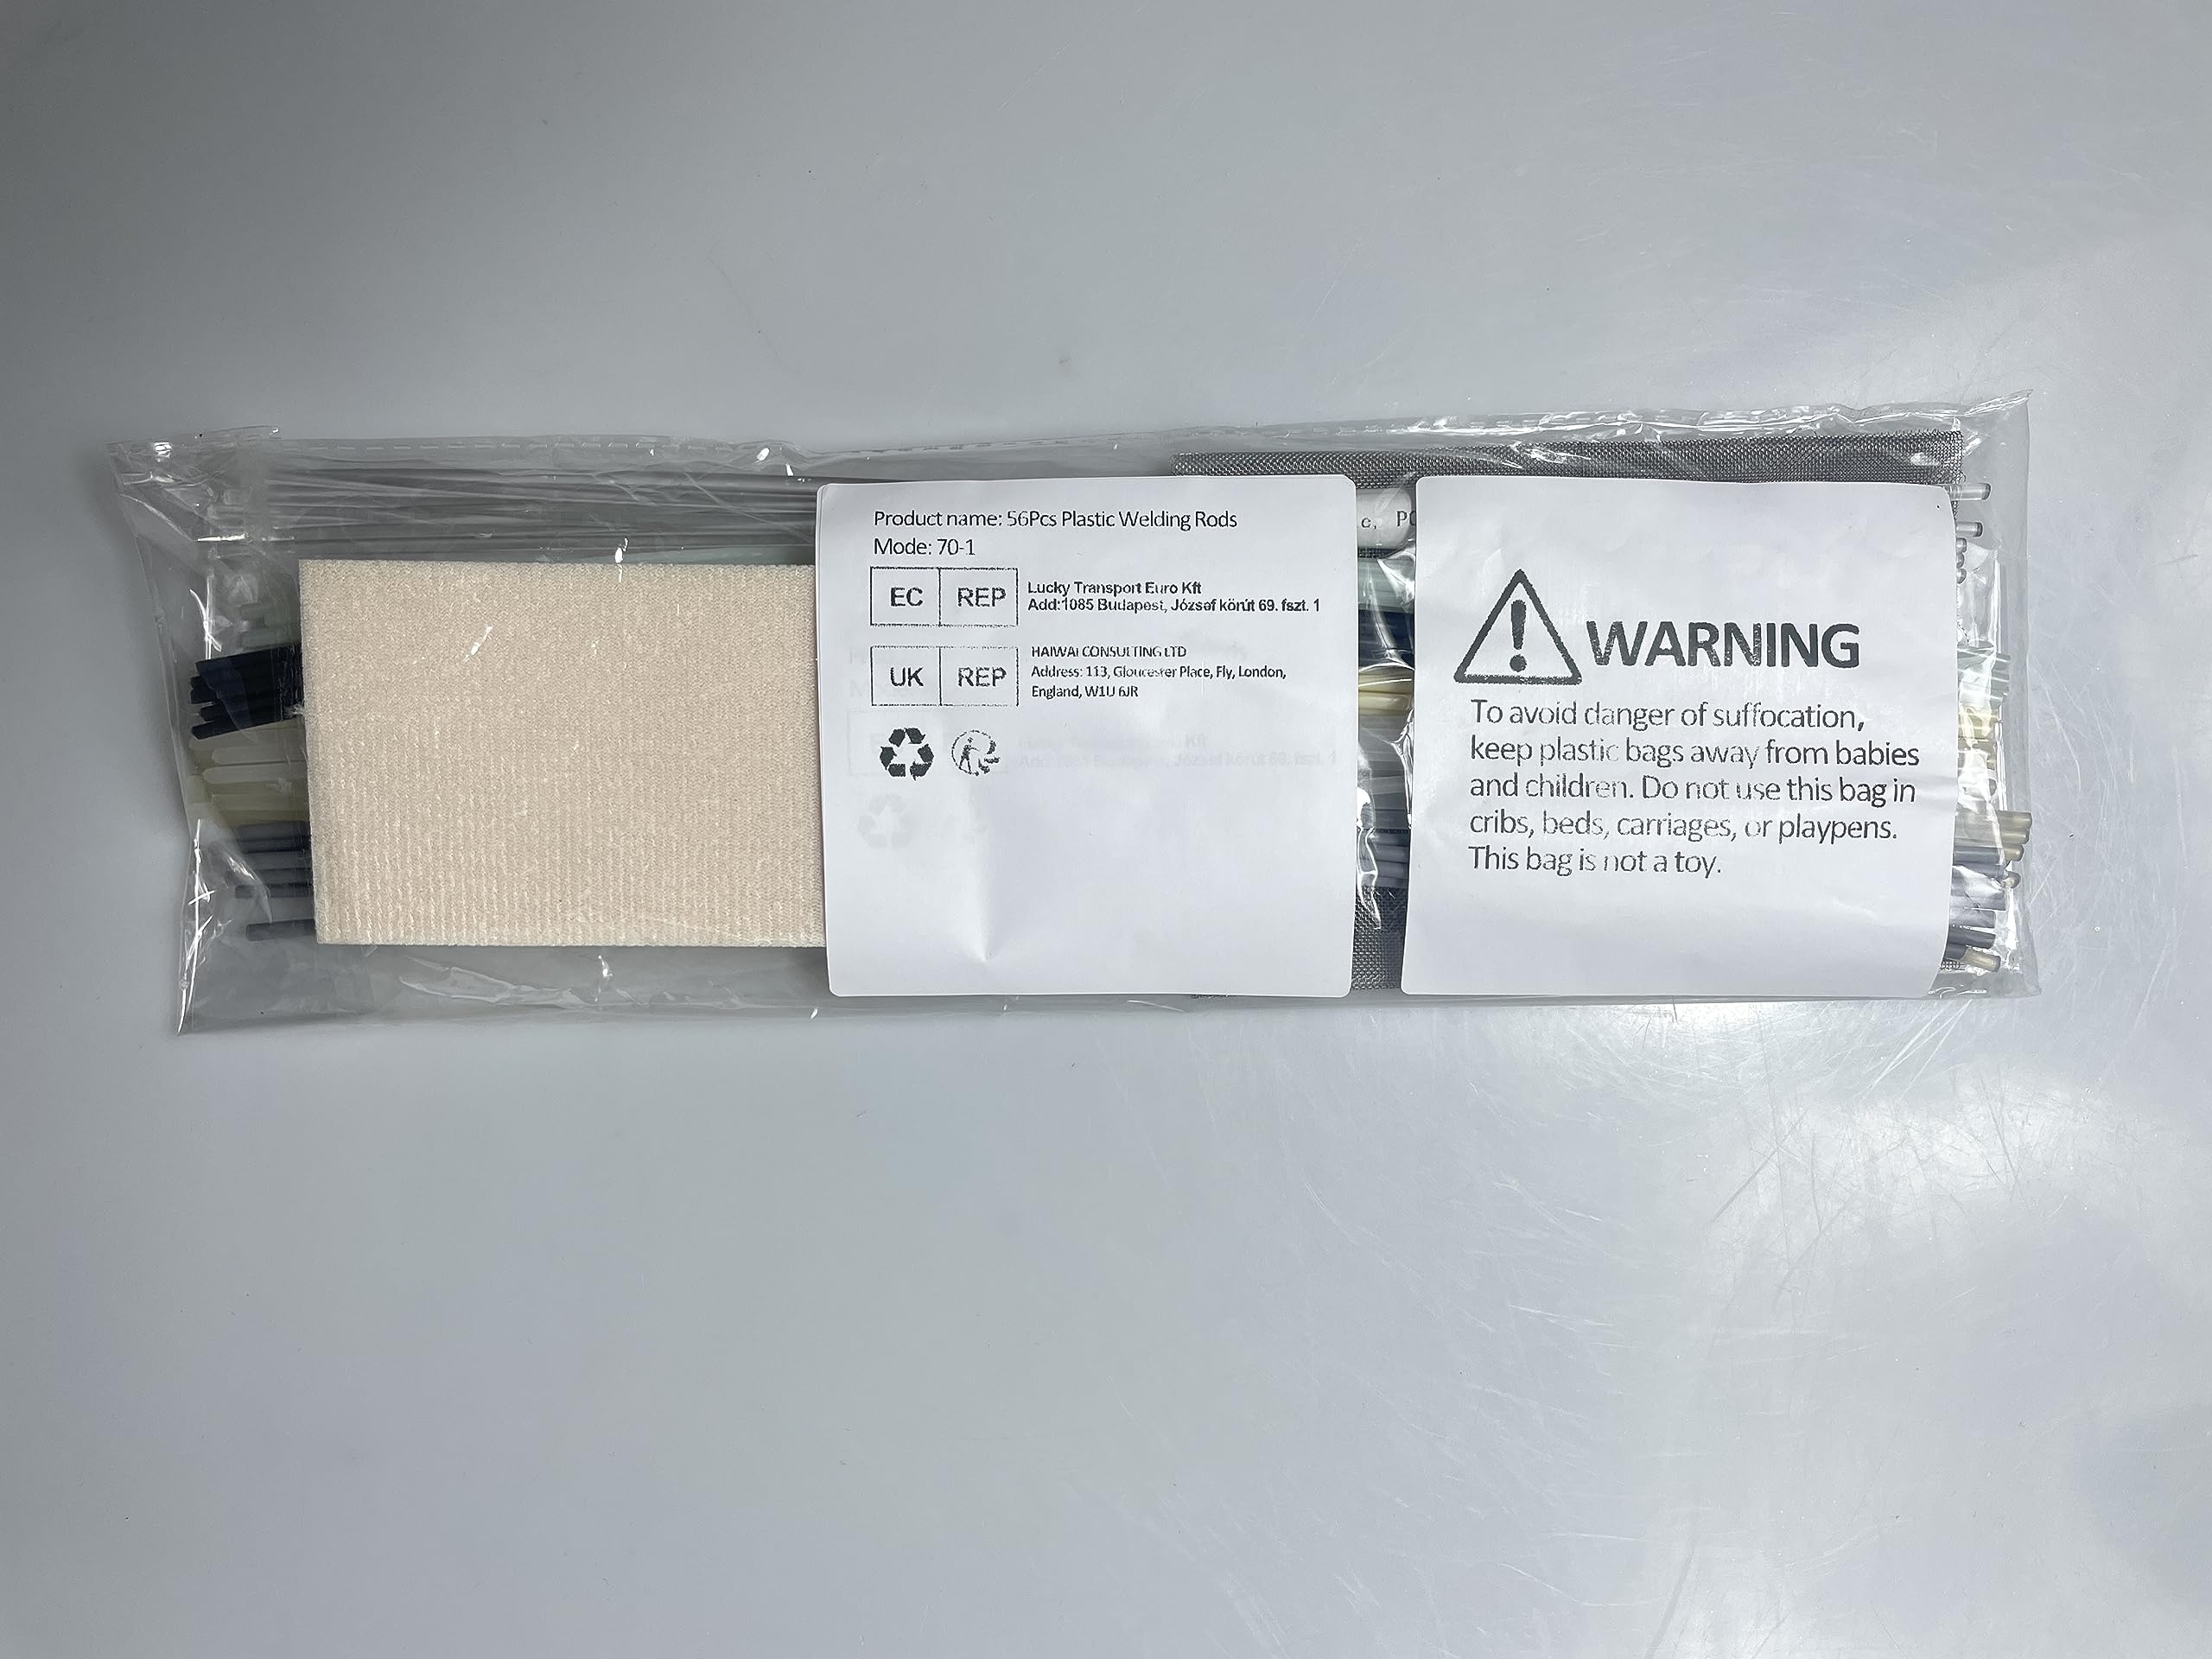 Product name: 56Pcs Plastic Welding Rods
Mode: 70-1
EC REP
Lucky Transport Euro Kft
Add:1085 Budapest, József körút 69. fszt. 1
UK REP
HAIWAI CONSULTING LTD
Address: 113, Gloucester Place, Fly, London,
England, W1U 6JR
WARNING
To avoid danger of suffocation,
keep plastic bags away from babies
and children. Do not use this bag in
cribs, beds, carriages, or playpens.
This bag is not a toy.